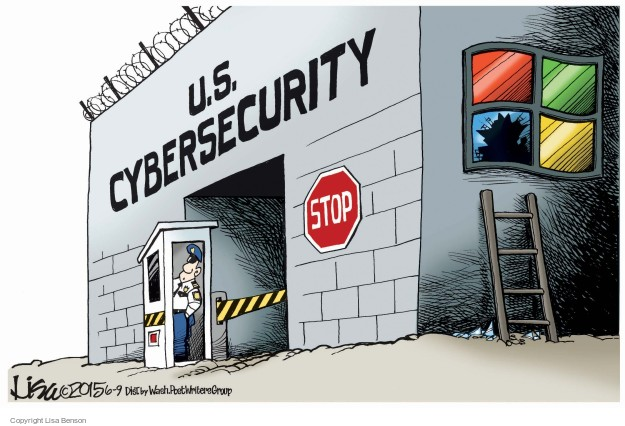 U.S.
CYBERSECURITY
STOP
Lisa ©2015 6-9 Dist by Wash.Post Writers Group
Copyright Lisa Benson